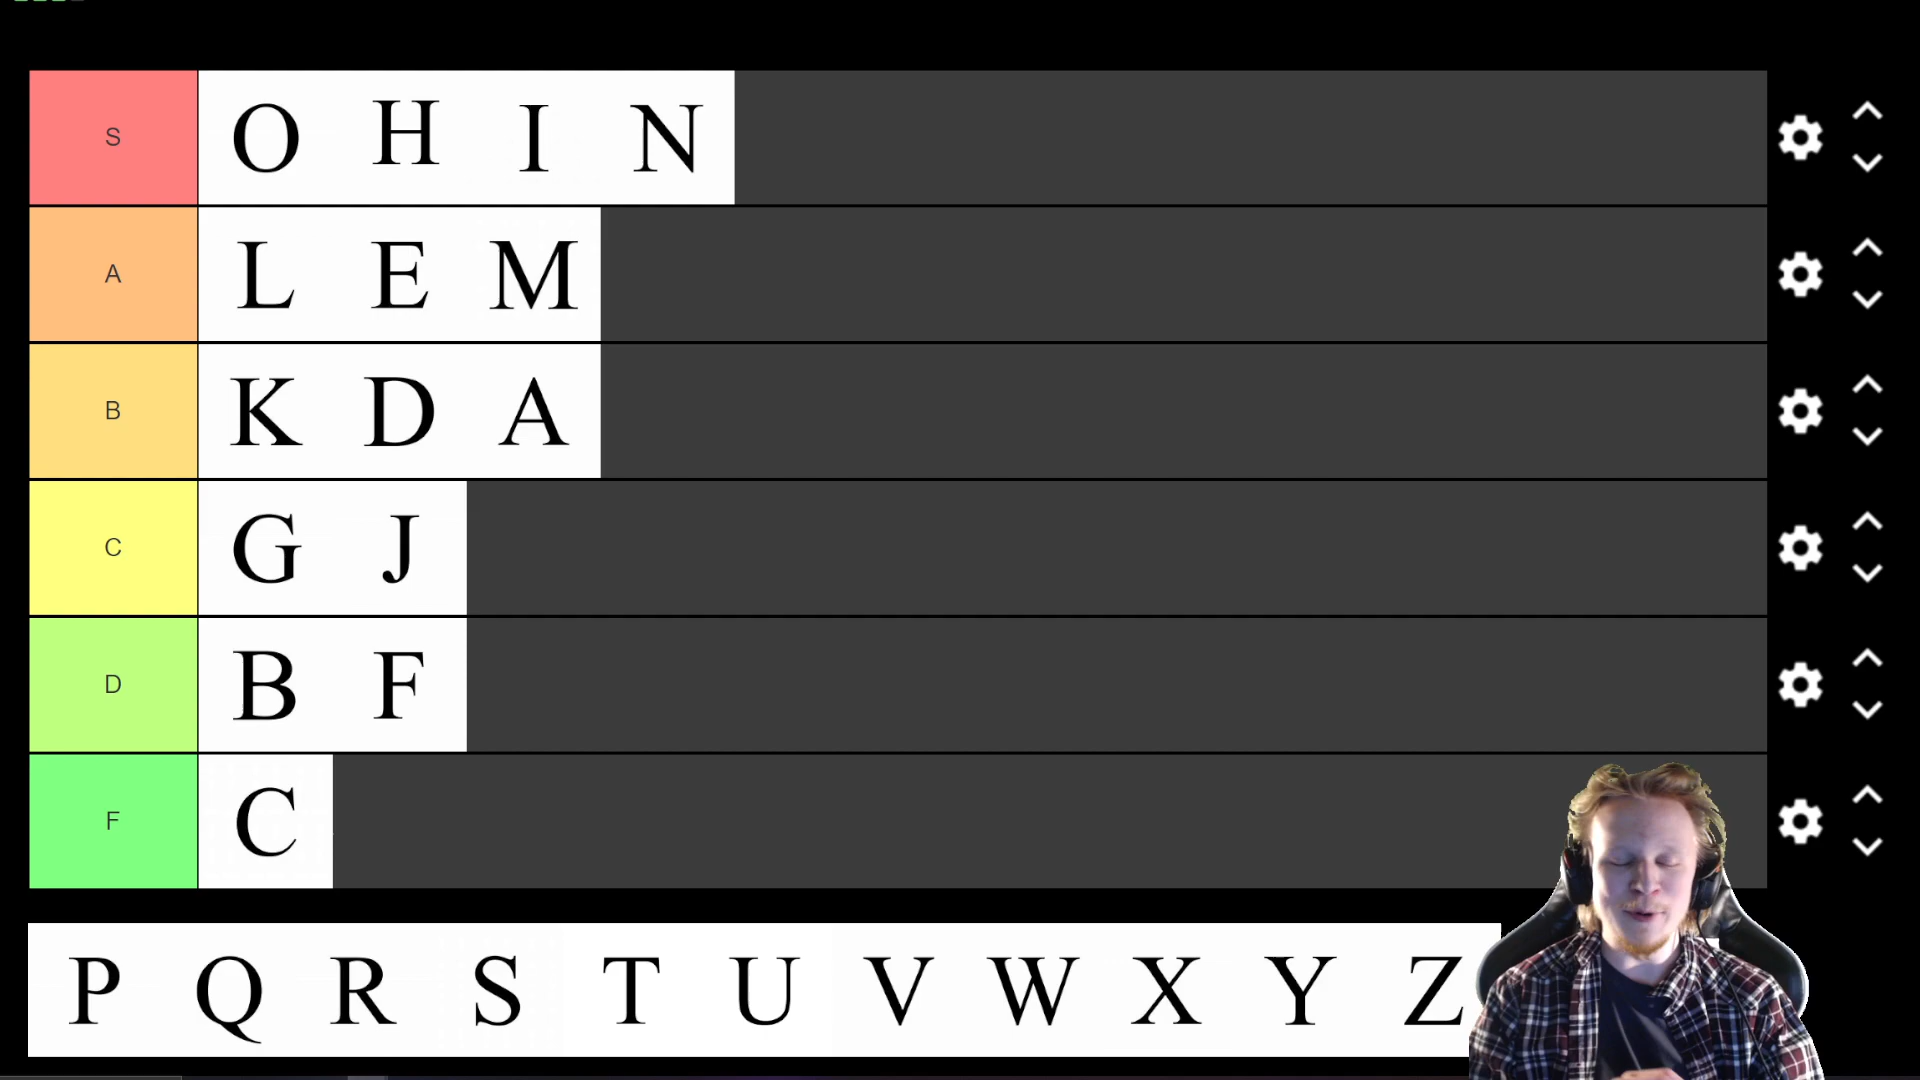 S O H I N
A L E M
B K D A
C G J
D B F
F C
P Q R S T U V W X Y Z